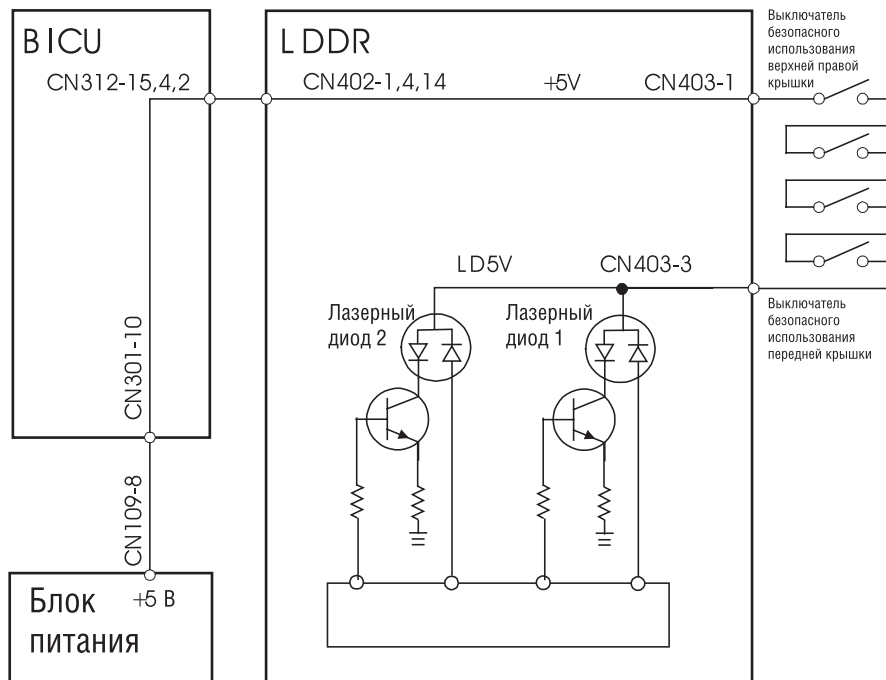 BICU
LDDR
Выключатель
безопасного
использования
верхней правой
крышки
CN312-15,4,2
CN402-1,4,14
+5V
CN403-1
LD5V
CN403-3
Лазерный
диод 2
Лазерный
диод 1
Выключатель
безопасного
использования
передней крышки
CN301-10
CN109-8
Блок
питания
+5 В